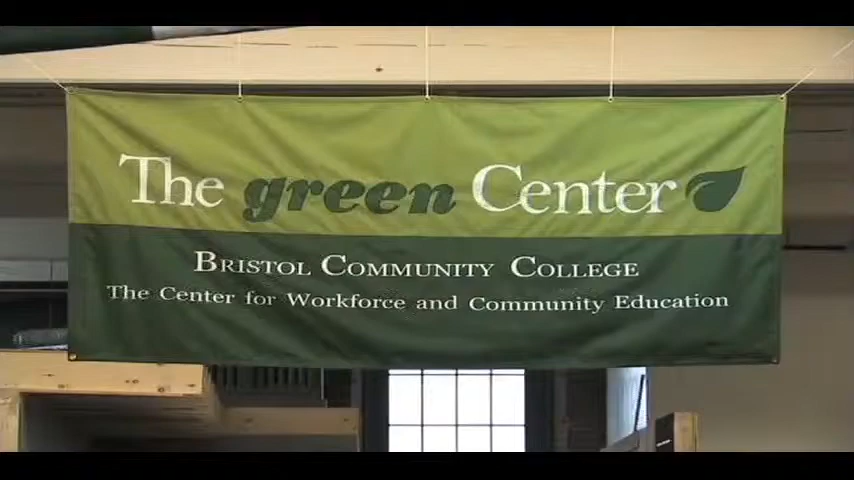 The green Center
BRISTOL COMMUNITY COLLEGE
The Center for Workforce and Community Education